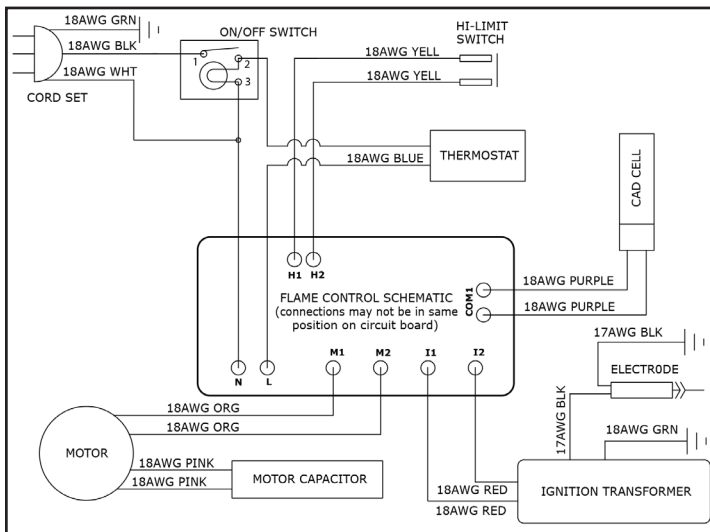 18AWG GRN
18AWG BLK
18AWG WHT
CORD SET
ON/OFF SWITCH
1
2
3
HI-LIMIT
SWITCH
18AWG YELL
18AWG YELL
THERMOSTAT
18AWG BLUE
CAD CELL
H1 H2
FLAME CONTROL SCHEMATIC
(connections may not be in same
position on circuit board)
COM1
18AWG PURPLE
18AWG PURPLE
N L M1 M2 I1 I2
17AWG BLK
ELECTRODE
17AWG BLK
18AWG GRN
18AWG ORG
18AWG ORG
MOTOR
18AWG PINK
18AWG PINK
MOTOR CAPACITOR
18AWG RED
18AWG RED
IGNITION TRANSFORMER